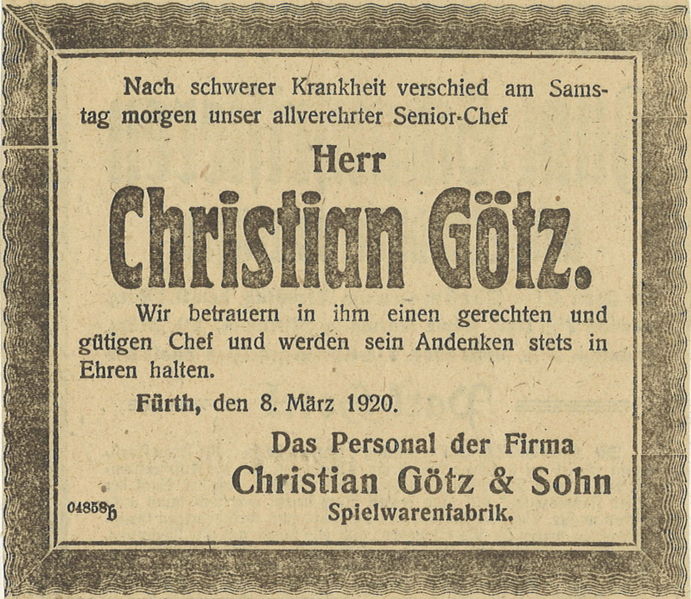 Nach schwerer Krankheit verschied am Sams-
tag morgen unser allverehrter Senior-Chef
Herr
Christian Götz.
Wir betrauern in ihm einen gerechten und
gütigen Chef und werden sein Andenken stets in
Ehren halten.
Fürth, den 8. März 1920.
Das Personal der Firma
Christian Götz & Sohn
Spielwarenfabrik.
04858